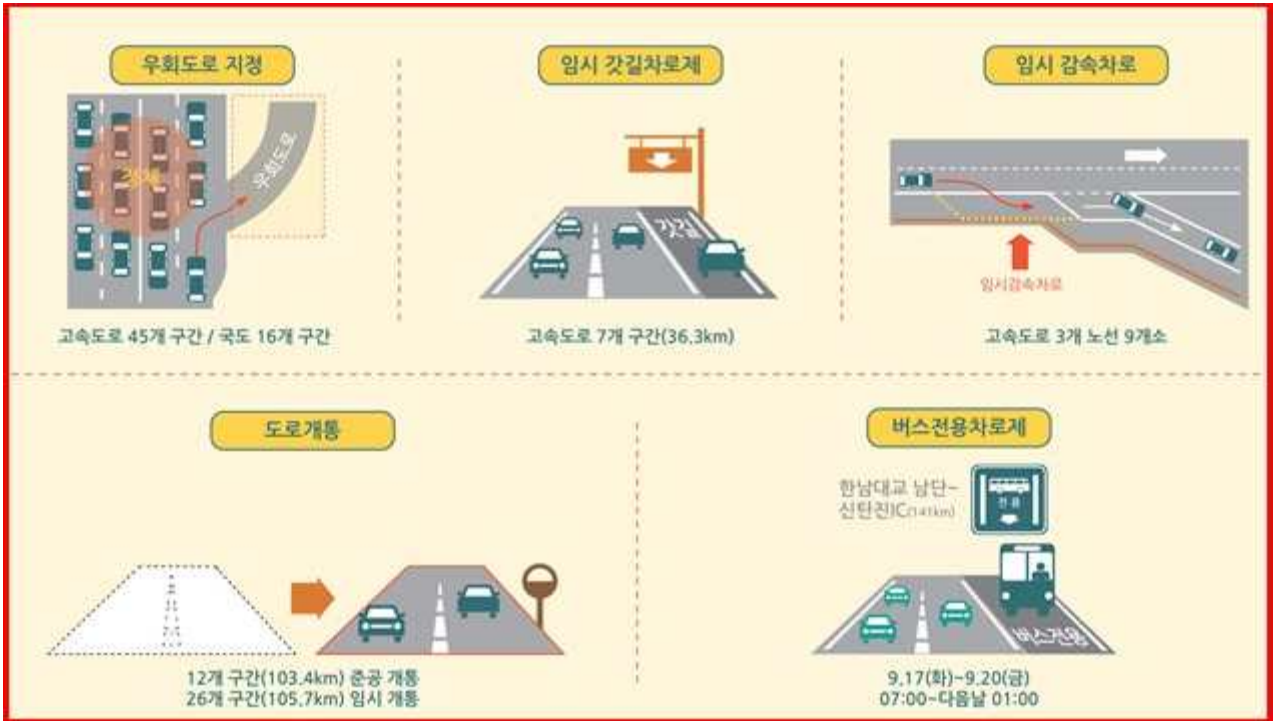 우회도로 지정
정체
우회도로
고속도로 45개 구간 / 국도 16개 구간
임시 갓길차로제
갓길
고속도로 7개 구간(36.3km)
임시 감속차로
임시감속차로
고속도로 3개 노선 9개소
도로개통
12개 구간(103.4km) 준공 개통
26개 구간(105.7km) 임시 개통
버스전용차로제
한남대교 남단~
신탄진IC(141km)
전용
버스전용
9.17(화)~9.20(금)
07:00~다음날 01:00